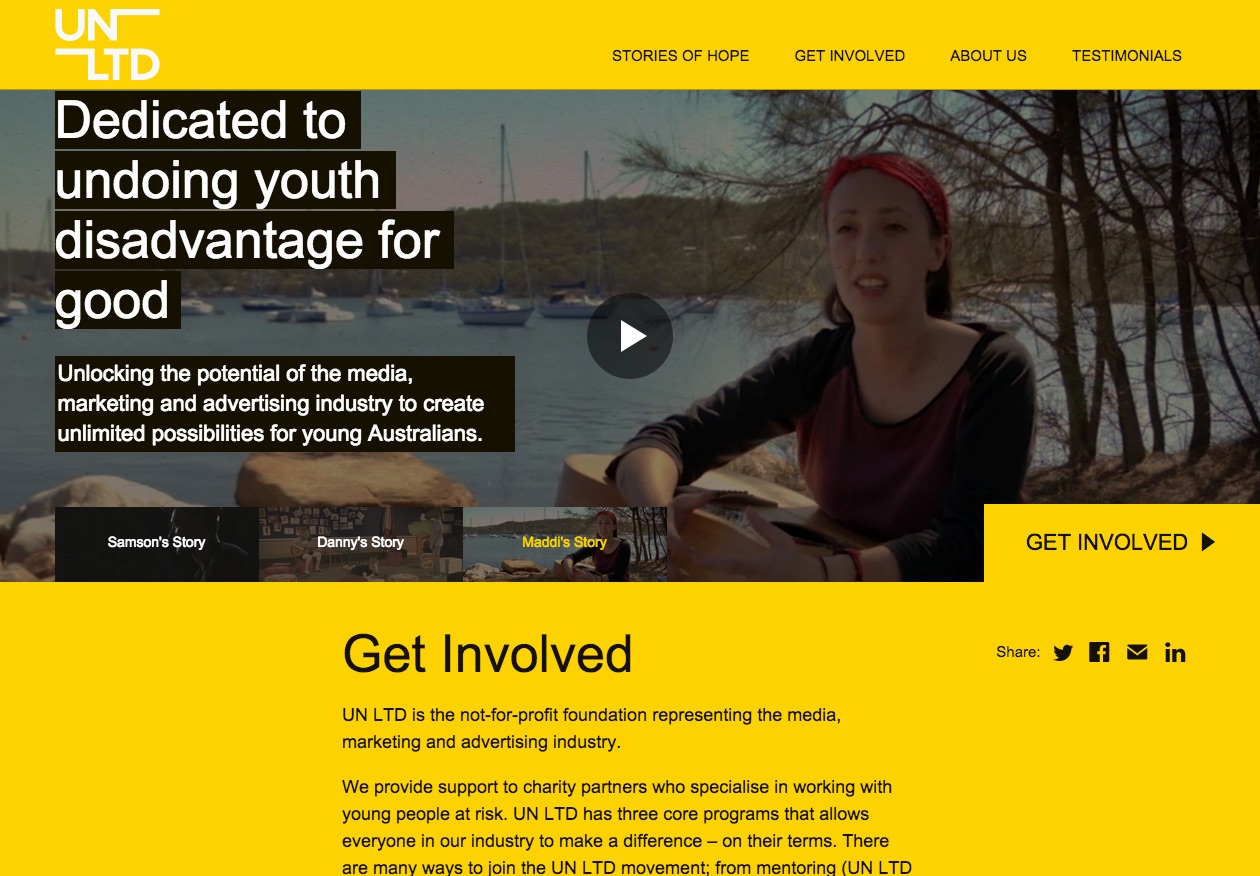 UN
LTD
STORIES OF HOPE
GET INVOLVED
ABOUT US
TESTIMONIALS
Dedicated to
undoing youth
disadvantage for
good
Unlocking the potential of the media,
marketing and advertising industry to create
unlimited possibilities for young Australians.
Samson's Story
Danny's Story
Maddi's Story
GET INVOLVED
Get Involved
Share:
UN LTD is the not-for-profit foundation representing the media,
marketing and advertising industry.
We provide support to charity partners who specialise in working with
young people at risk. UN LTD has three core programs that allows
everyone in our industry to make a difference – on their terms. There
are many ways to join the UN LTD movement; from mentoring (UN LTD